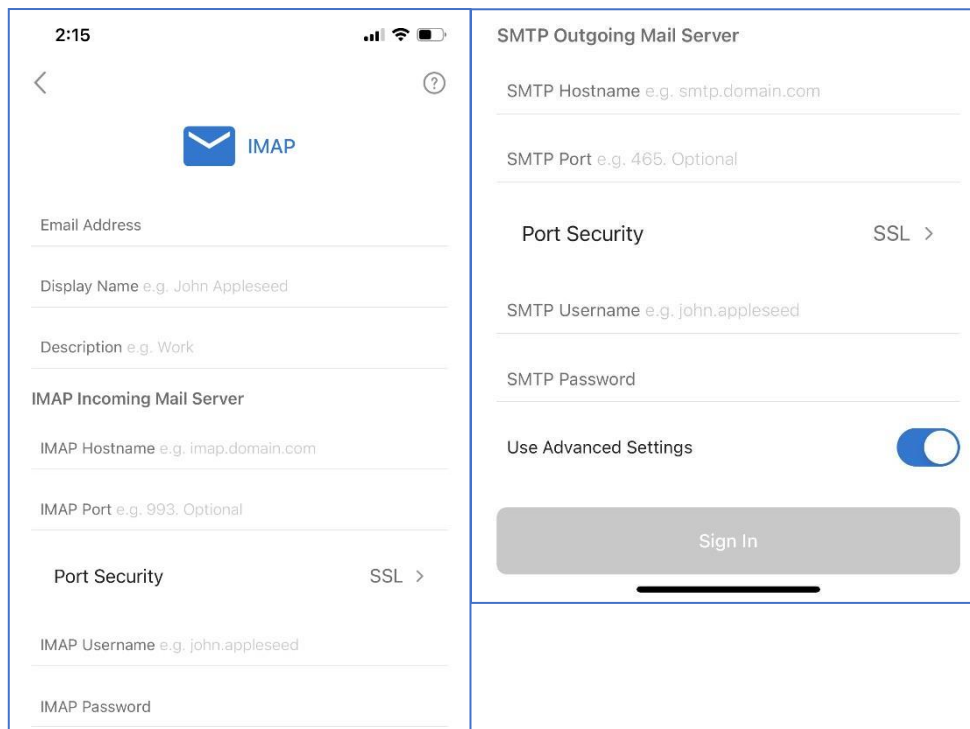 2:15
IMAP
Email Address
Display Name e.g. John Appleseed
Description e.g. Work
IMAP Incoming Mail Server
IMAP Hostname e.g. imap.domain.com
IMAP Port e.g. 993. Optional
Port Security SSL >
IMAP Username e.g. john.appleseed
IMAP Password
SMTP Outgoing Mail Server
SMTP Hostname e.g. smtp.domain.com
SMTP Port e.g. 465. Optional
Port Security SSL >
SMTP Username e.g. john.appleseed
SMTP Password
Use Advanced Settings
Sign In